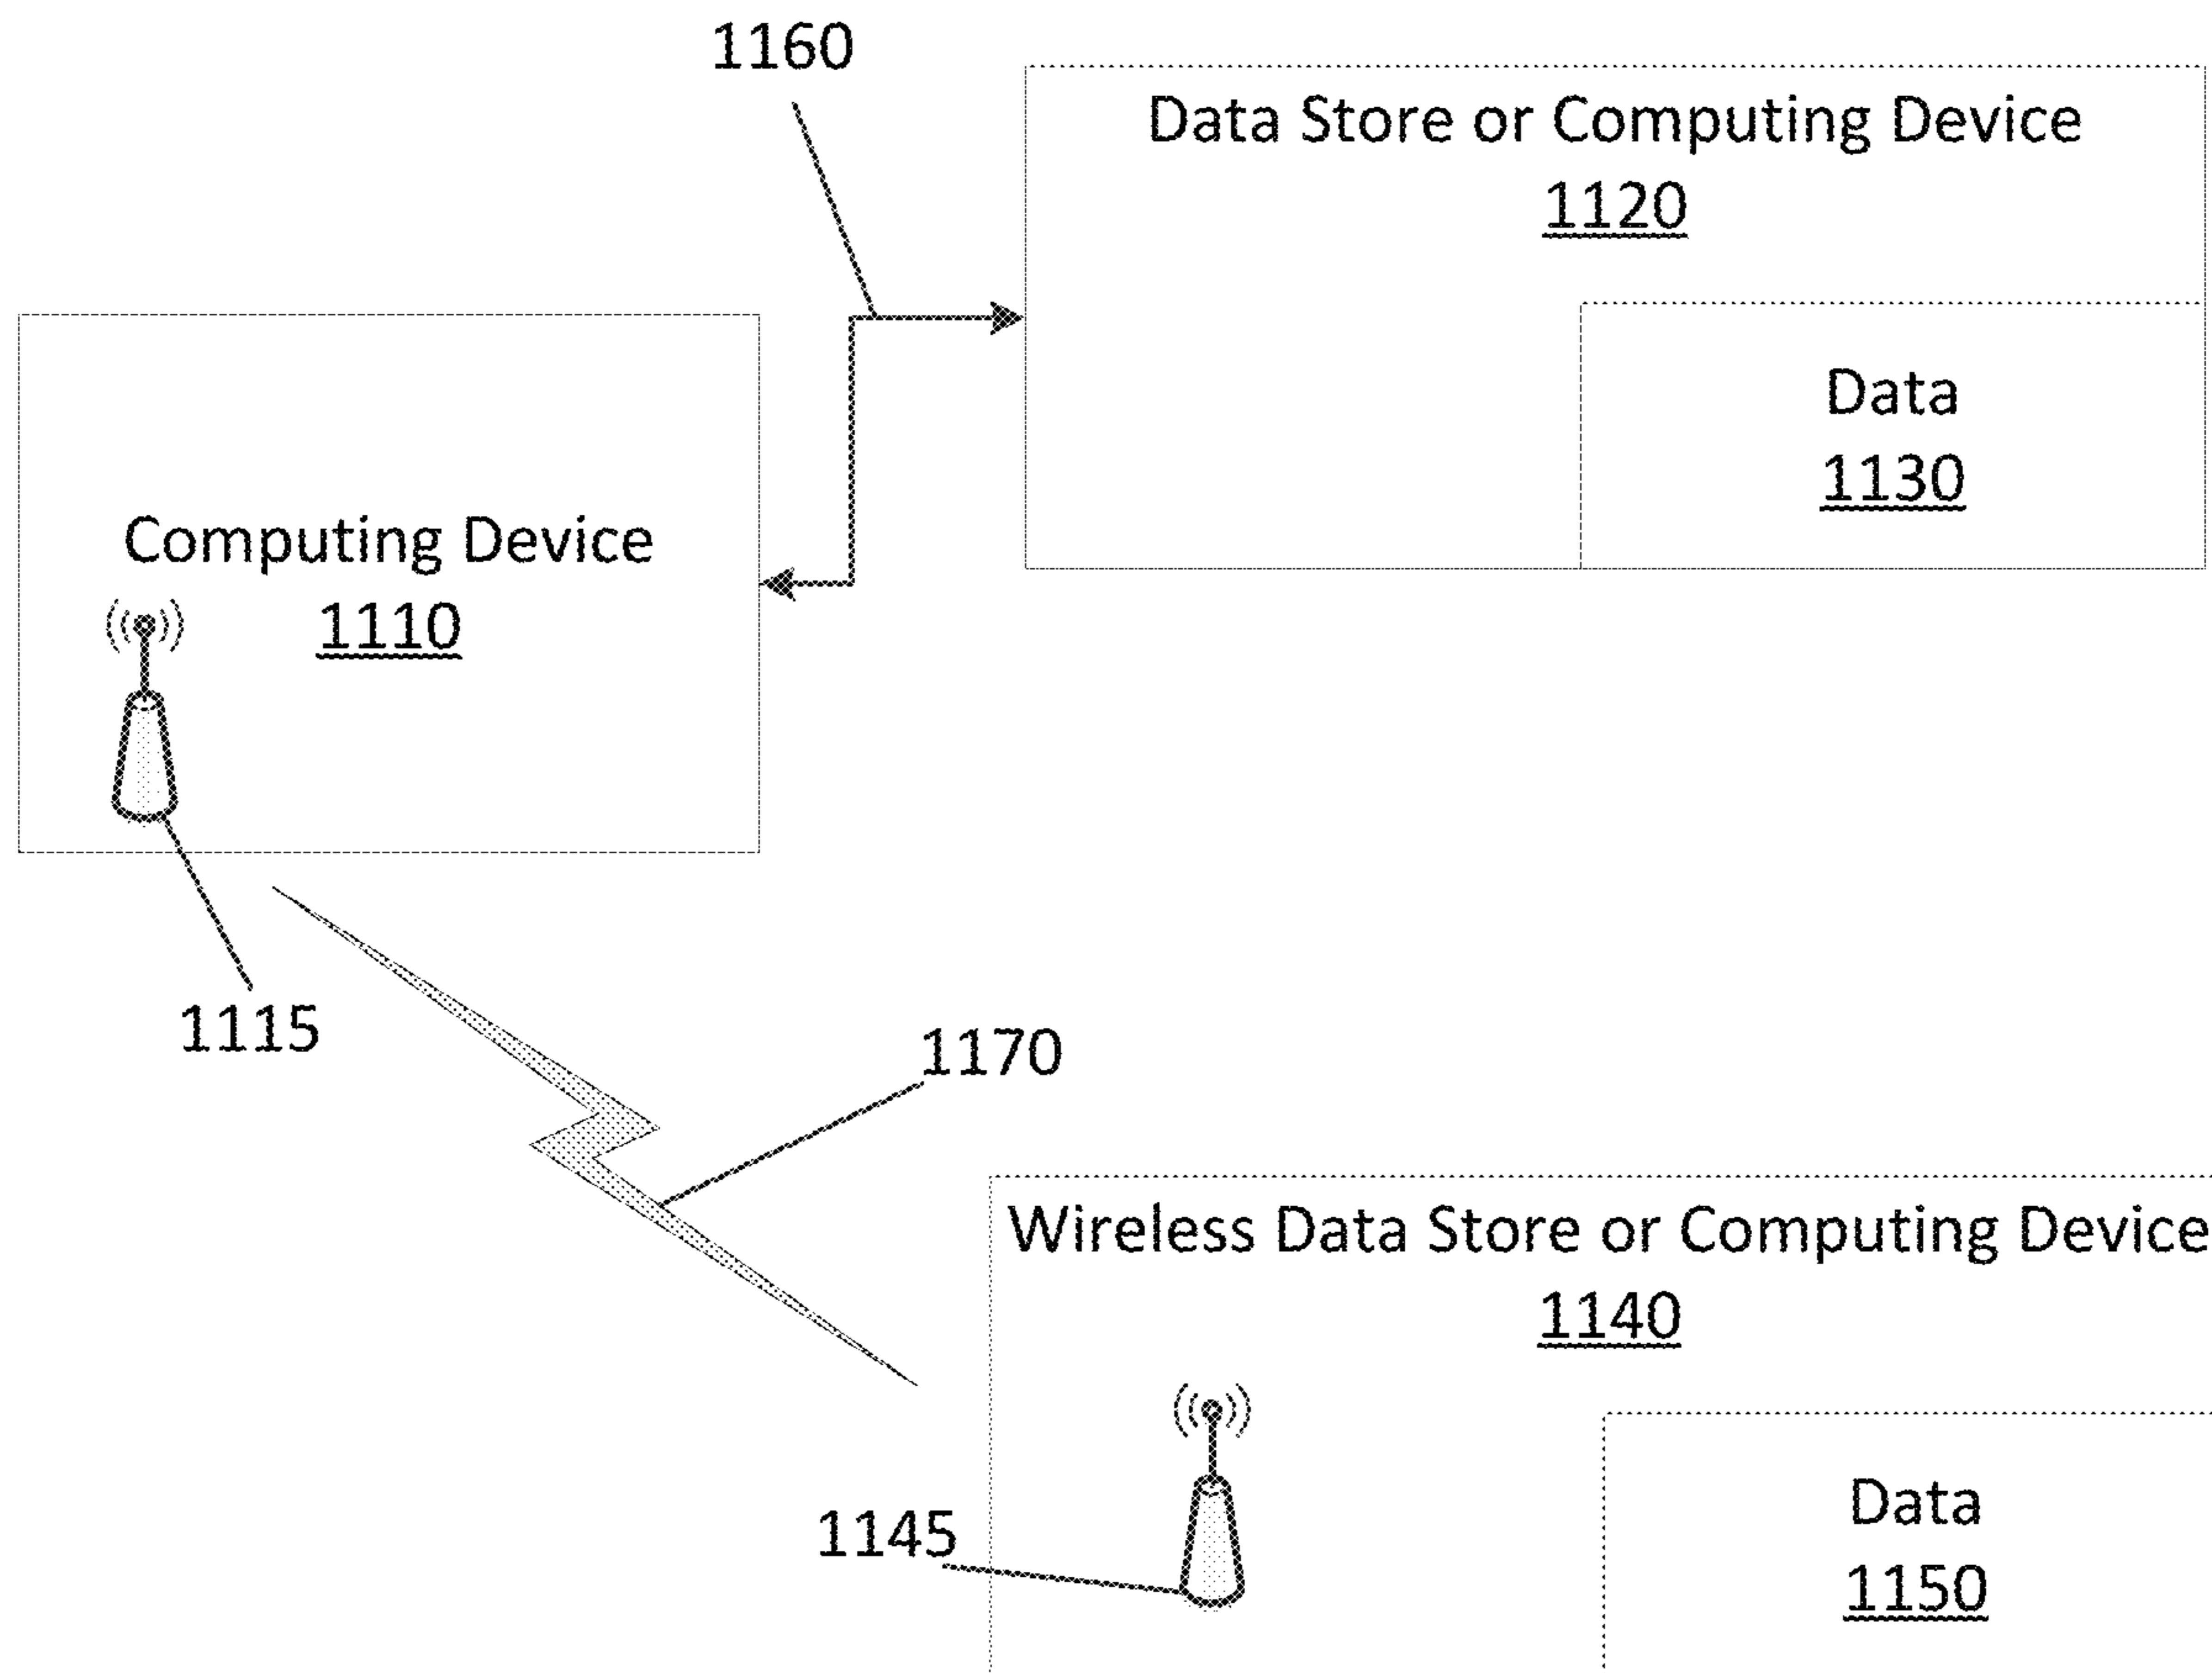 1160
Data Store or Computing Device
1120
Data
1130
Computing Device
1110
1115
1170
Wireless Data Store or Computing Device
1140
1145
Data
1150